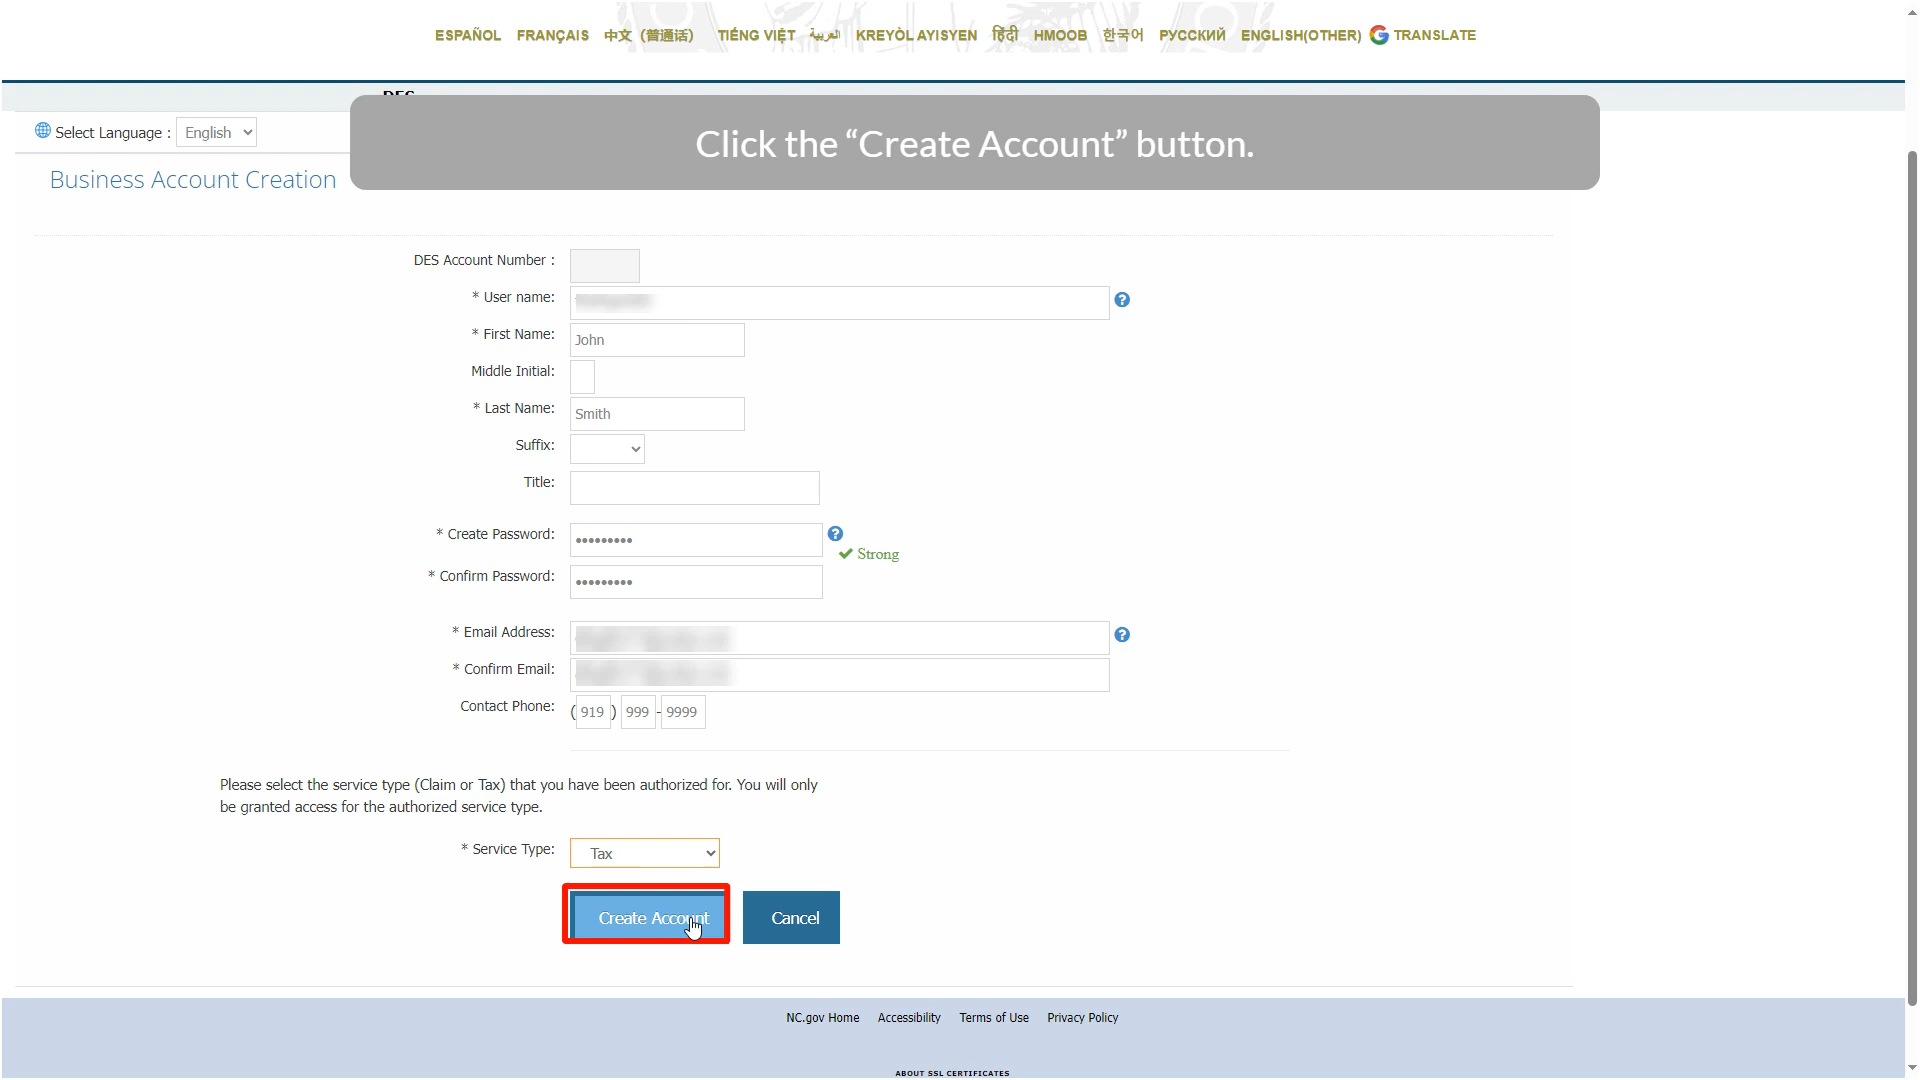 ESPAÑOL FRANÇAIS 中文（普通话） TIẾNG VIỆT العربية KREYÒL AYISYEN हिंदी HMOOB 한국어 РУССКИЙ ENGLISH(OTHER) TRANSLATE
DES
Select Language : English
Click the “Create Account” button.
Business Account Creation
DES Account Number :
* User name:
* First Name: John
Middle Initial:
* Last Name: Smith
Suffix:
Title:
* Create Password: •••••••••
Strong
* Confirm Password: •••••••••
* Email Address:
* Confirm Email:
Contact Phone: (919) 999-9999
Please select the service type (Claim or Tax) that you have been authorized for. You will only
be granted access for the authorized service type.
* Service Type: Tax
Create Account Cancel
NC.gov Home Accessibility Terms of Use Privacy Policy
ABOUT SSL CERTIFICATES